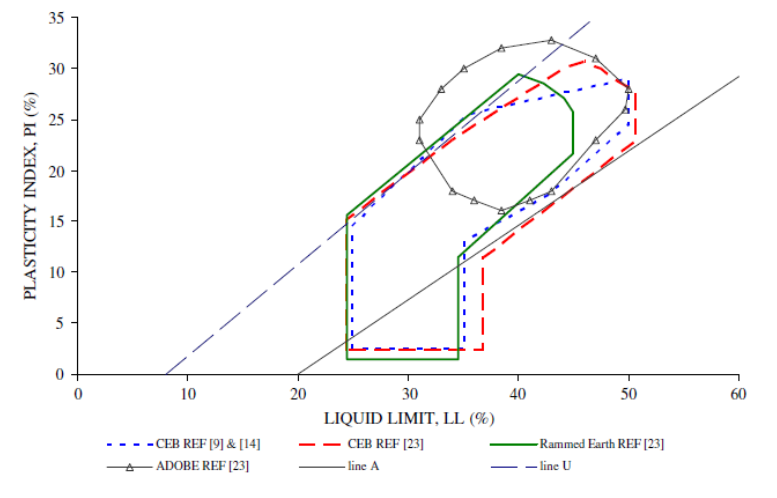 35
30
25
20
15
10
5
0
PLASTICITY INDEX, PI (%)
0 10 20 30 40 50 60
LIQUID LIMIT, LL (%)
CEB REF [9] & [14] CEB REF [23] Rammed Earth REF [23]
ADOBE REF [23] line A line U